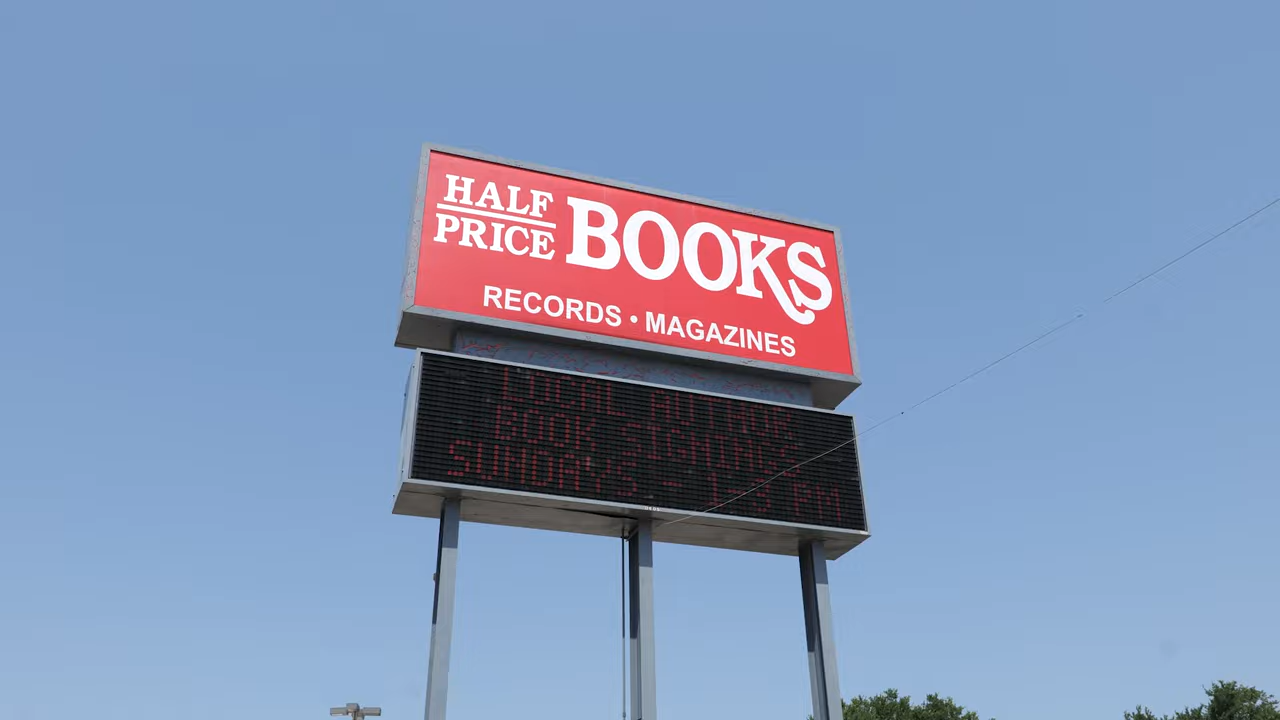 HALF
PRICE BOOKS
RECORDS • MAGAZINES
LOCAL AUTHOR
BOOK SIGNINGS
SUNDAYS - 1-3 PM